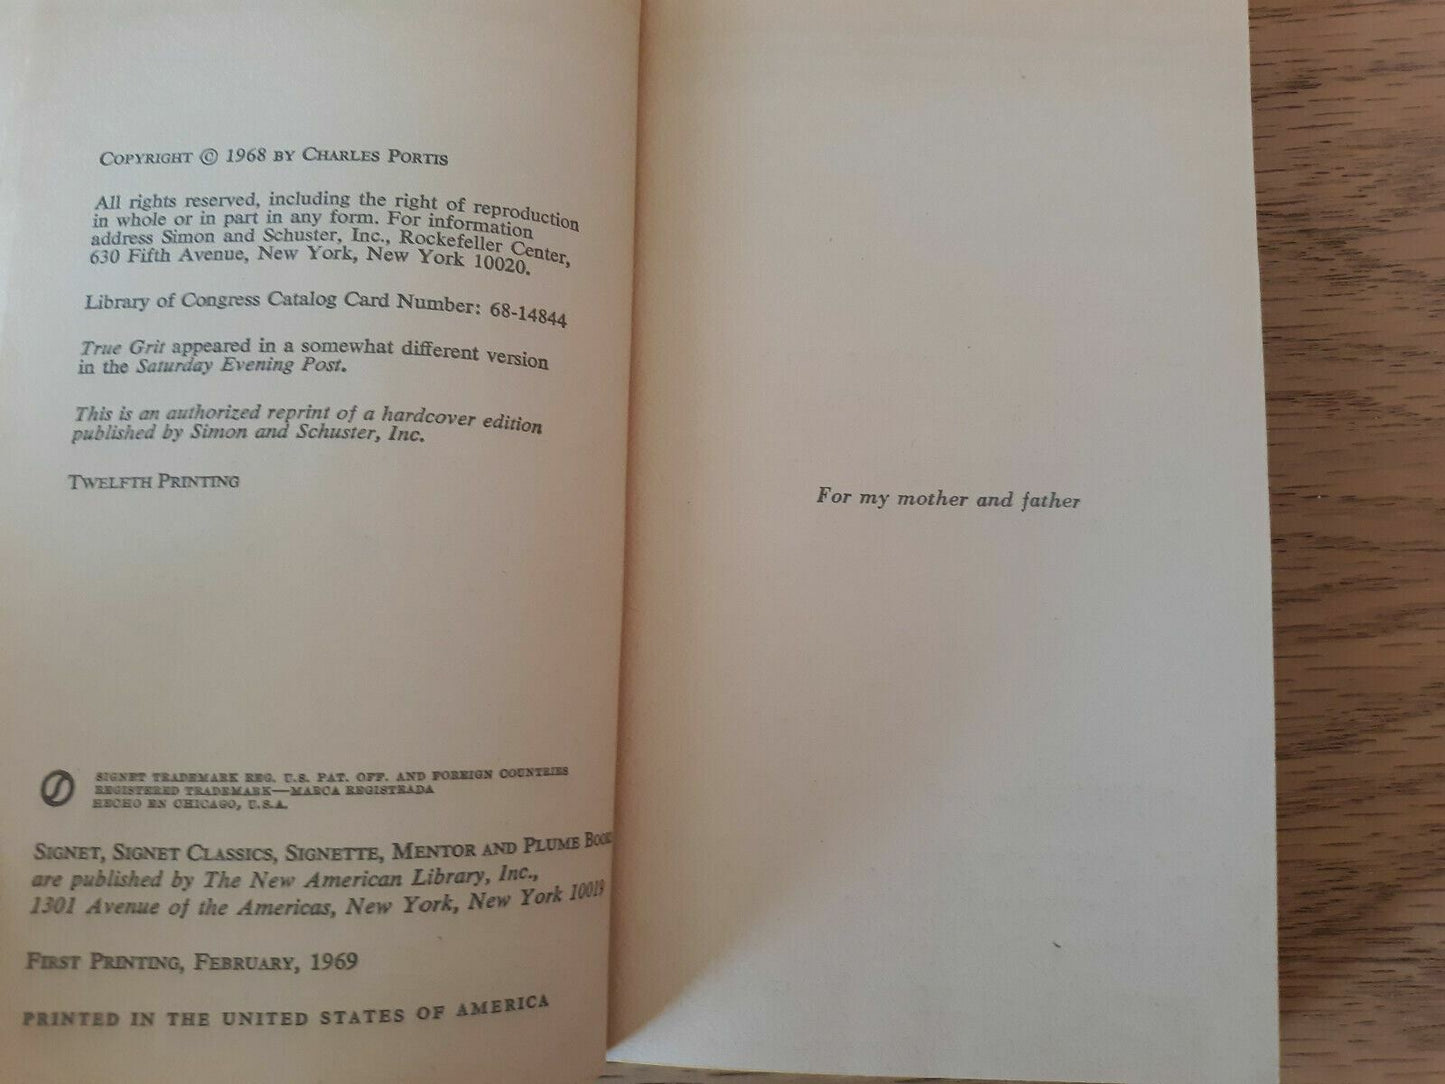 COPYRIGHT © 1968 BY CHARLES PORTIS
All rights reserved, including the right of reproduction
in whole or in part in any form. For information
address Simon and Schuster, Inc., Rockefeller Center,
630 Fifth Avenue, New York, New York 10020.
Library of Congress Catalog Card Number: 68-14844
True Grit appeared in a somewhat different version
in the Saturday Evening Post.
This is an authorized reprint of a hardcover edition
published by Simon and Schuster, Inc.
TWELFTH PRINTING
SIGNET TRADEMARK REG. U.S. PAT. OFF. AND FOREIGN COUNTRIES
REGISTERED TRADEMARK—MARCA REGISTRADA
HECHO EN CHICAGO, U.S.A.
SIGNET, SIGNET CLASSICS, SIGNETTE, MENTOR AND PLUME BOOK
are published by The New American Library, Inc.,
1301 Avenue of the Americas, New York, New York 10019
FIRST PRINTING, FEBRUARY, 1969
PRINTED IN THE UNITED STATES OF AMERICA
For my mother and father